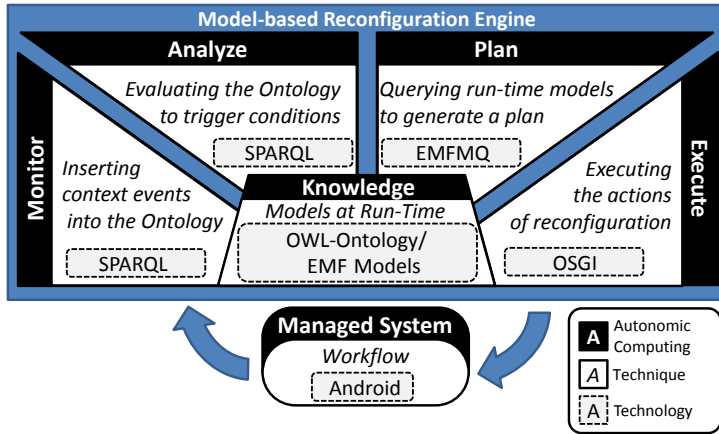 Model-based Reconfiguration Engine
Analyze
Plan
Evaluating the Ontology
to trigger conditions
SPARQL
Querying run-time models
to generate a plan
EMFMQ
Monitor
Inserting
context events
into the Ontology
SPARQL
Knowledge
Models at Run-Time
OWL-Ontology/
EMF Models
Executing
the actions
of reconfiguration
OSGI
Execute
Managed System
Workflow
Android
A Autonomic
Computing
A Technique
A Technology